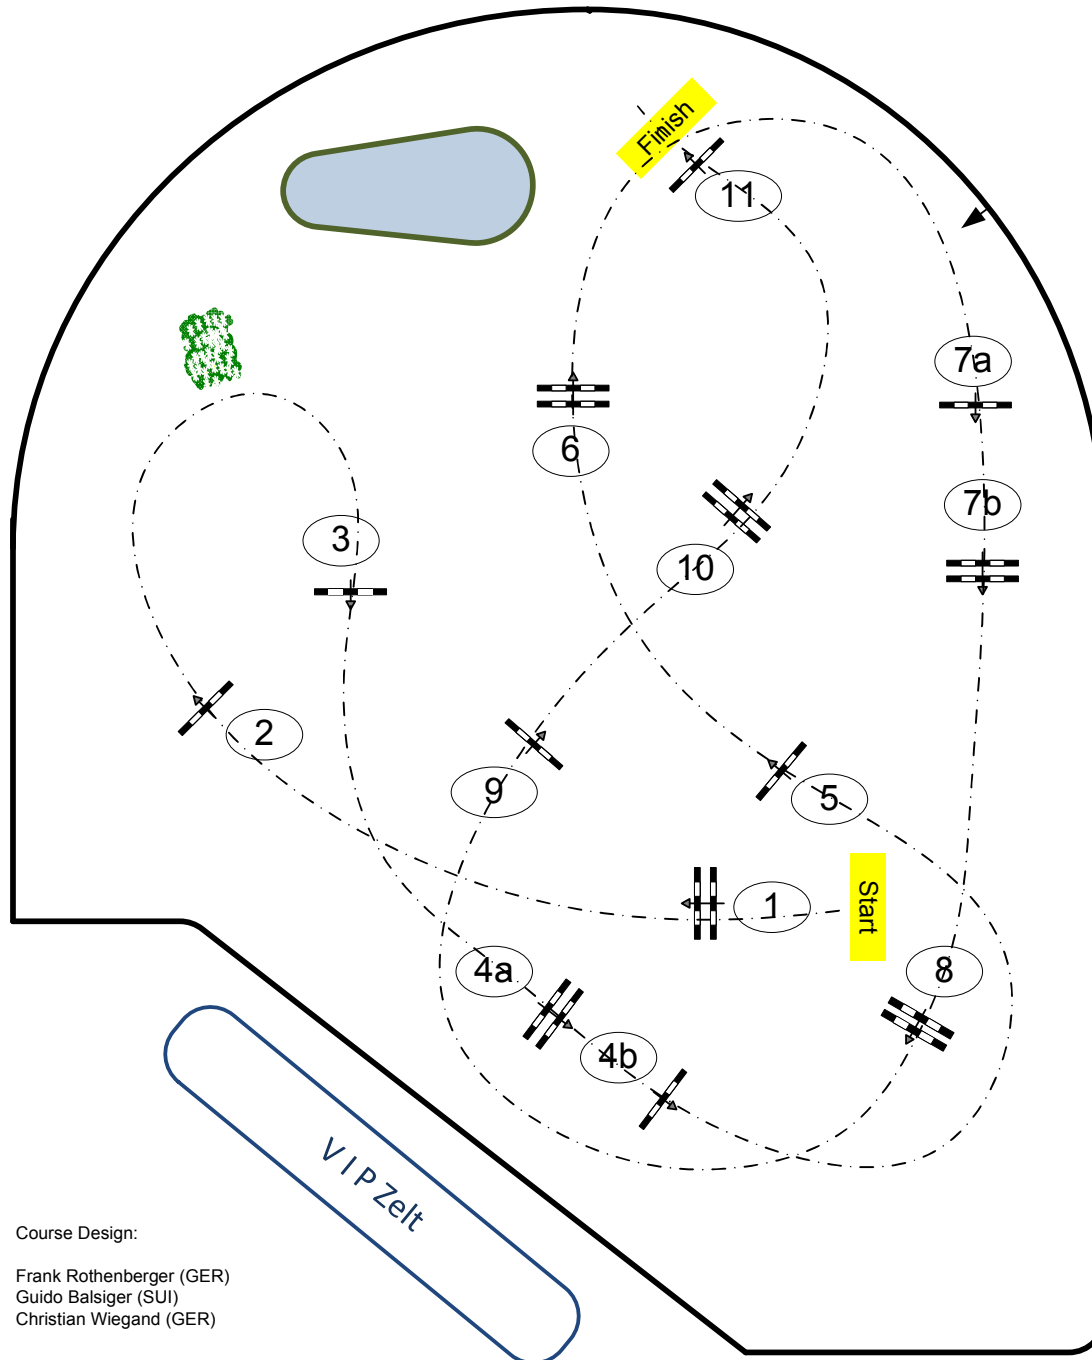 Finish
11
7a
7b
6
3
10
2
9
5
1
Start
4a
8
4b
VIP Zelt
Course Design:
Frank Rothenberger (GER)
Guido Balsiger (SUI)
Christian Wiegand (GER)